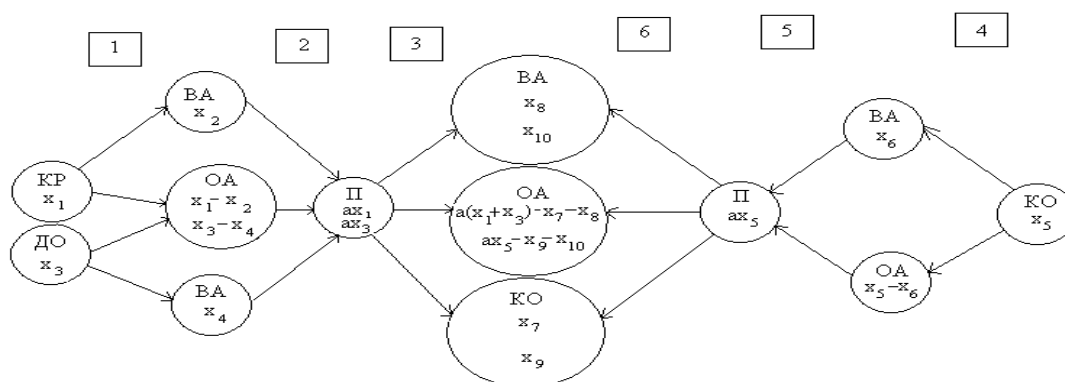 1
2
3
6
5
4
ВА
x₂
КР
x₁
ОА
x₁−x₂
x₃−x₄
ДО
x₃
ВА
x₄
П
ax₁
ax₃
ВА
x₈
x₁₀
ОА
a(x₁+x₃)-x₇−x₈
ax₅−x₉−x₁₀
КО
x₇
x₉
П
ax₅
ВА
x₆
ОА
x₅−x₆
КО
x₅